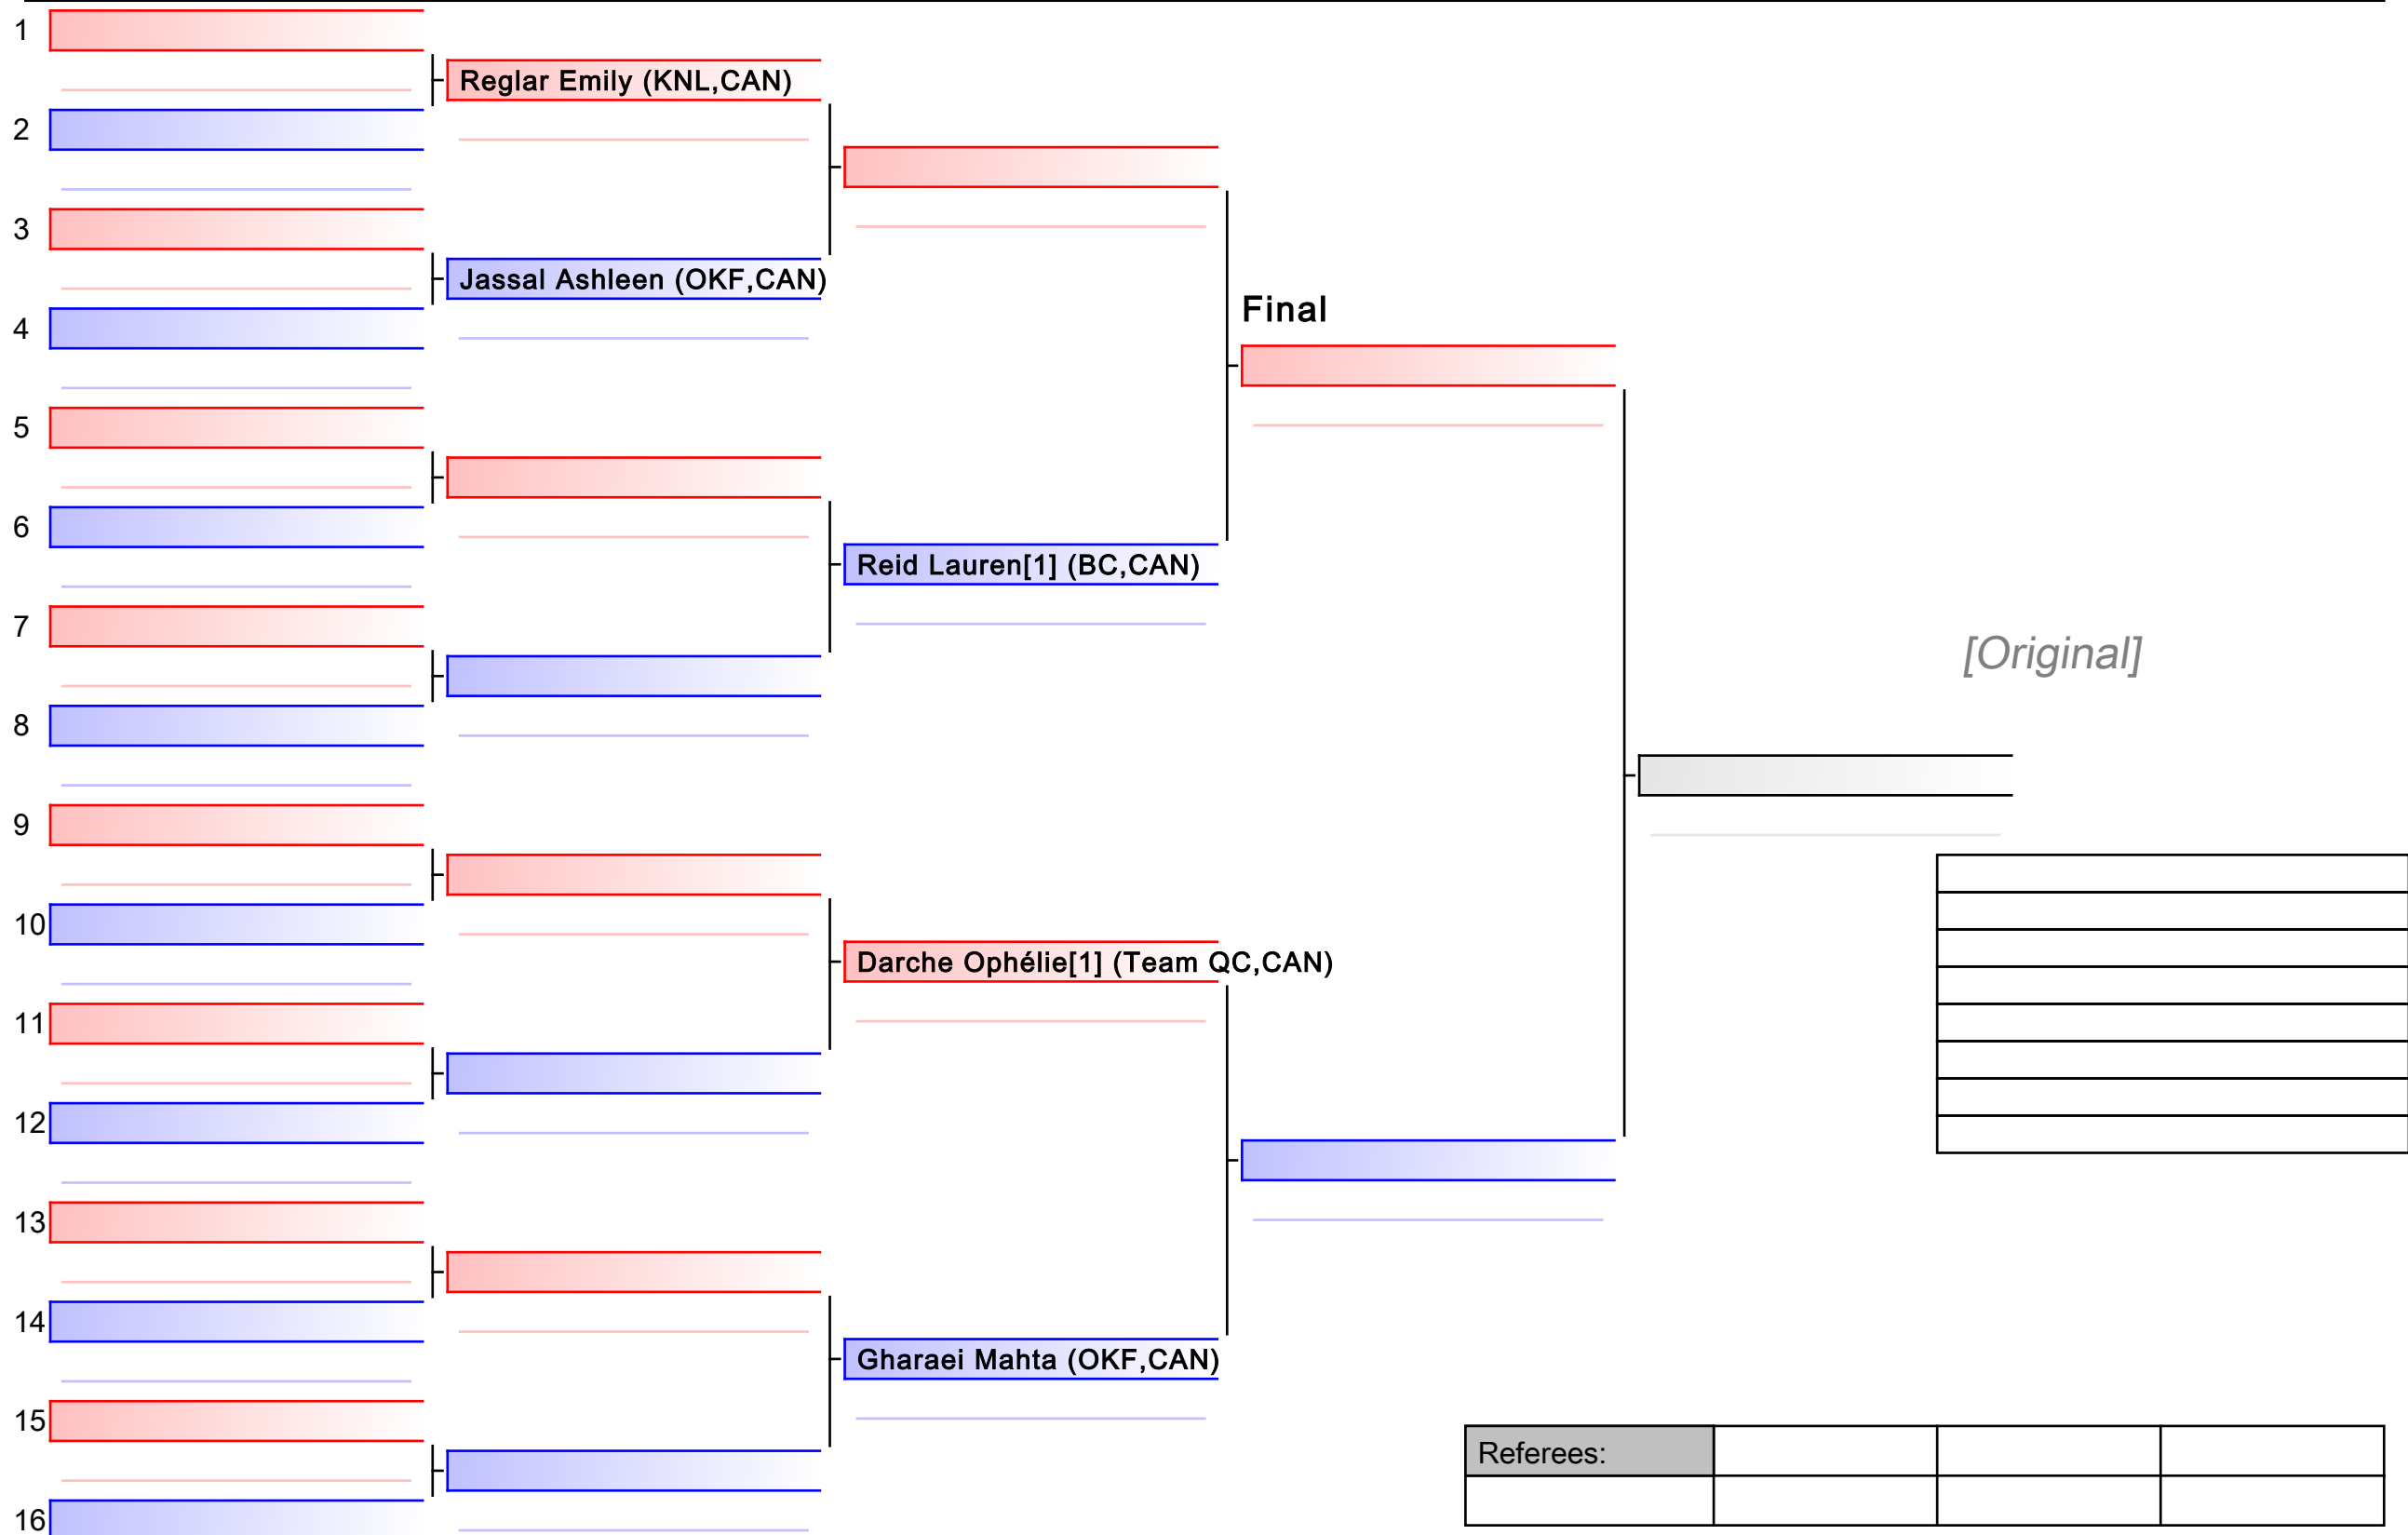 1
Reglar Emily (KNL,CAN)
2
3
Jassal Ashleen (OKF,CAN)
4
Final
5
6
Reid Lauren[1] (BC,CAN)
7
[Original]
8
9
10
Darche Ophélie[1] (Team QC,CAN)
11
12
13
14
Gharaei Mahta (OKF,CAN)
15
Referees:
16